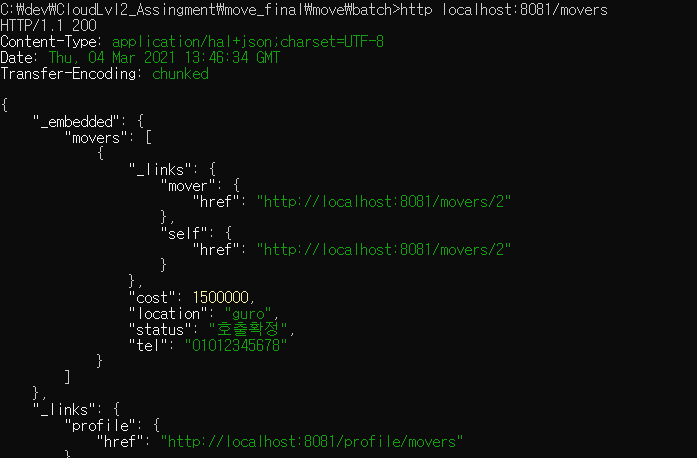 C:₩dev₩CloudLvl2_Assingment₩move_final₩move₩batch>http localhost:8081/movers
HTTP/1.1 200
Content-Type: application/hal+json;charset=UTF-8
Date: Thu, 04 Mar 2021 13:46:34 GMT
Transfer-Encoding: chunked
{
"_embedded": {
"movers": [
{
"_links": {
"mover": {
"href": "http://localhost:8081/movers/2"
},
"self": {
"href": "http://localhost:8081/movers/2"
}
},
"cost": 1500000,
"location": "guro",
"status": "호출확정",
"tel": "01012345678"
}
]
},
"_links": {
"profile": {
"href": "http://localhost:8081/profile/movers"
}